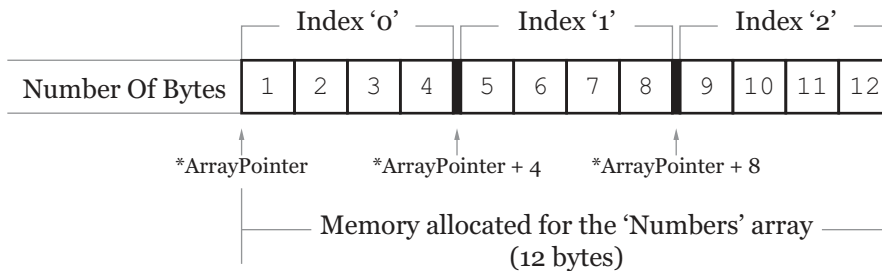 Index ‘0’ Index ‘1’ Index ‘2’
Number Of Bytes 1 2 3 4 5 6 7 8 9 10 11 12
*ArrayPointer *ArrayPointer + 4 *ArrayPointer + 8
Memory allocated for the ‘Numbers’ array
(12 bytes)